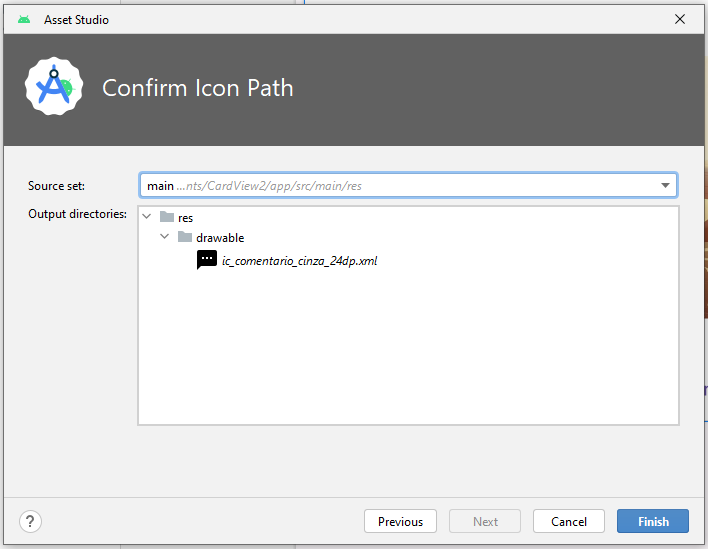 Asset Studio
Confirm Icon Path
Source set:
main ...nts/CardView2/app/src/main/res
Output directories:
res
drawable
ic_comentario_cinza_24dp.xml
?
Previous
Next
Cancel
Finish